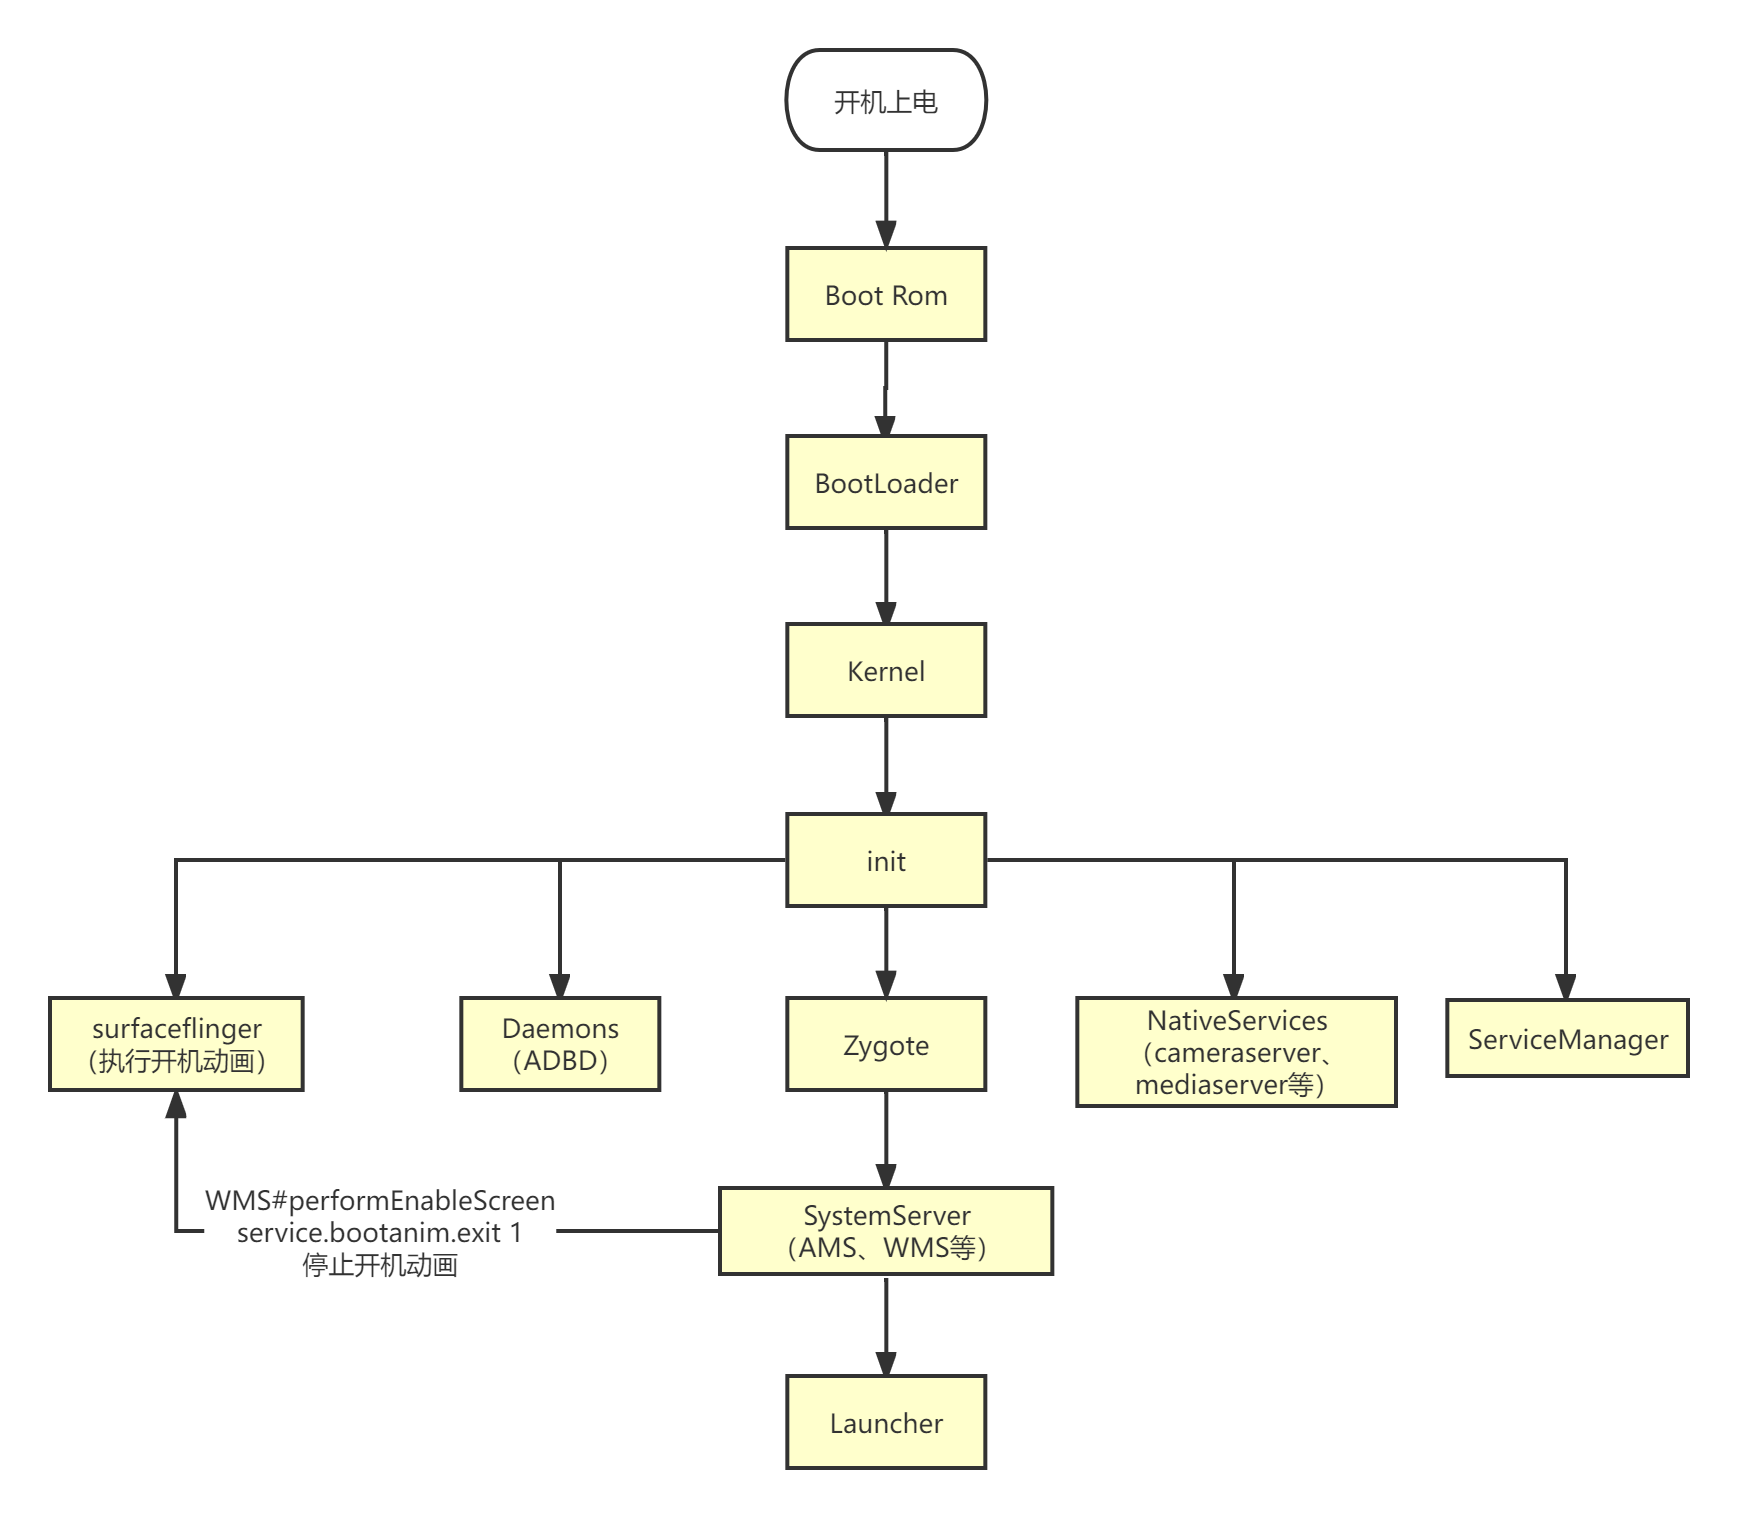 开机上电
Boot Rom
BootLoader
Kernel
init
surfaceflinger
（执行开机动画）
Daemons
（ADBD）
Zygote
NativeServices
（cameraserver、
mediaserver等）
ServiceManager
WMS#performEnableScreen
service.bootanim.exit 1
停止开机动画
SystemServer
（AMS、WMS等）
Launcher